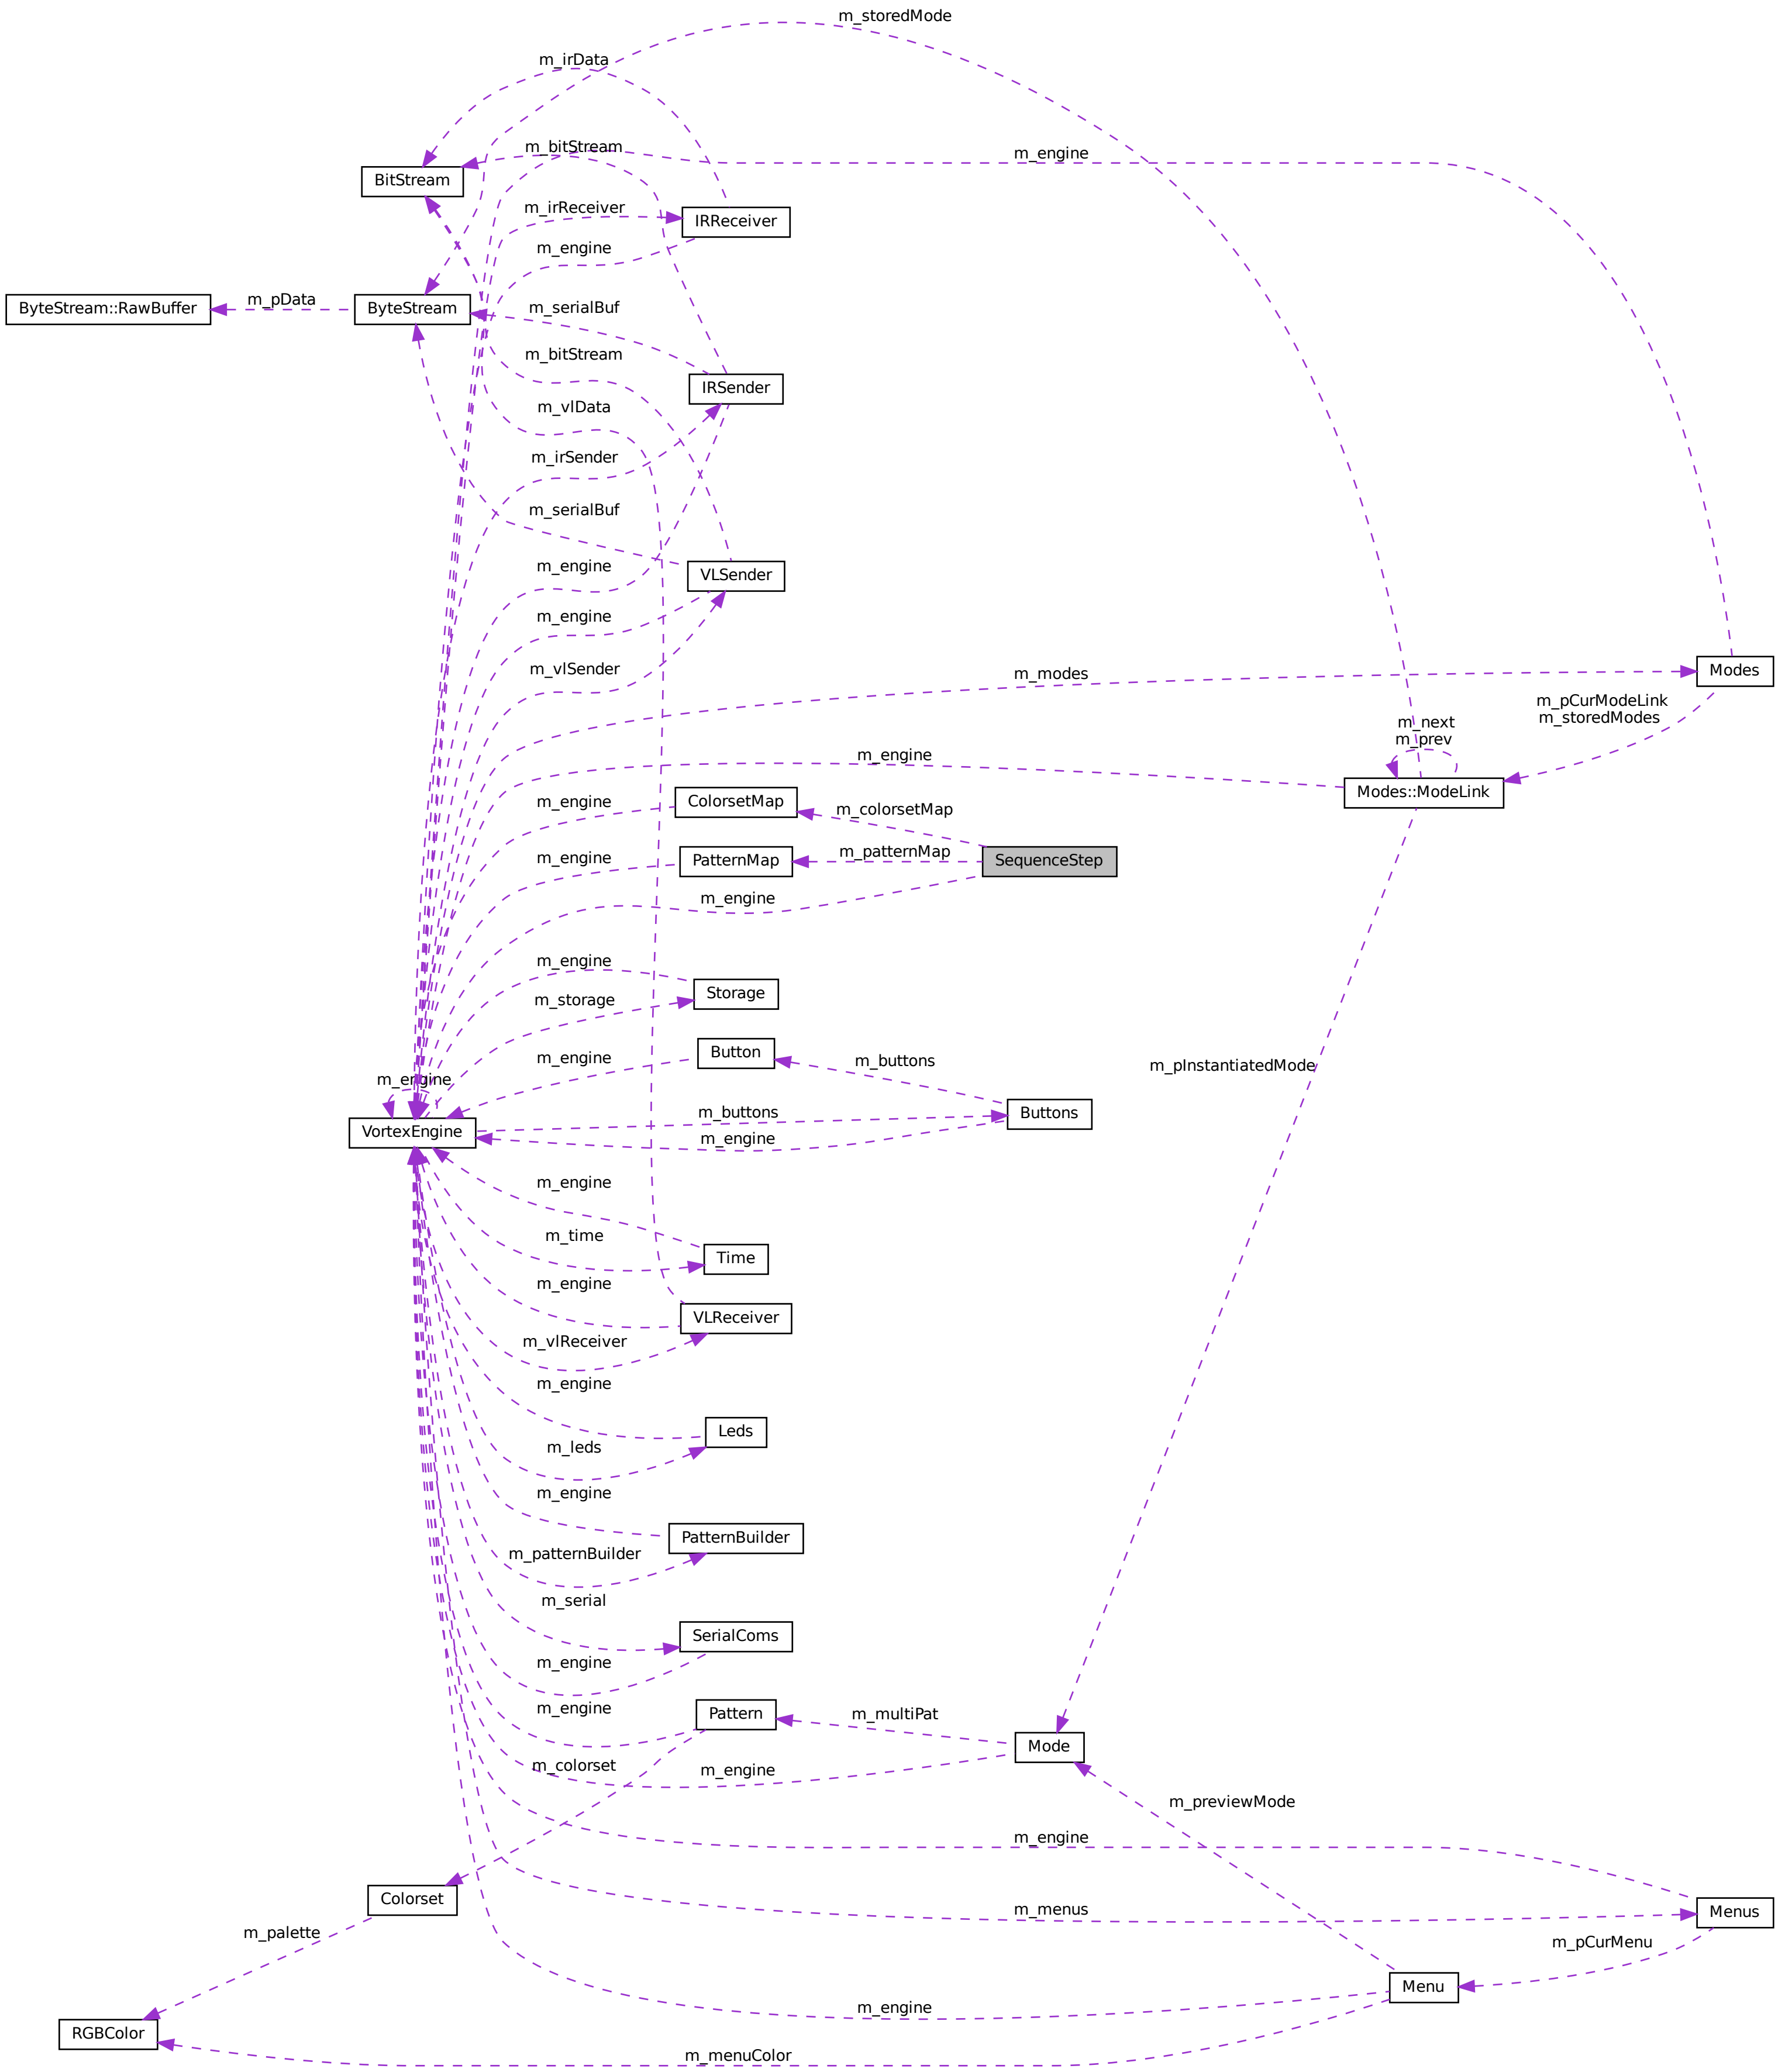 m_storedMode
m_irData
m_bitStream
m_engine
BitStream
m_irReceiver
IRReceiver
m_engine
ByteStream::RawBuffer
m_pData
ByteStream
m_serialBuf
m_bitStream
IRSender
m_vlData
m_irSender
m_serialBuf
m_engine
VLSender
m_engine
m_vlSender
m_modes
Modes
m_pCurModeLink
m_storedModes
m_next
m_prev
m_engine
Modes::ModeLink
m_engine
ColorsetMap
m_colorsetMap
m_engine
PatternMap
m_patternMap
SequenceStep
m_engine
m_engine
Storage
m_storage
m_engine
Button
m_buttons
m_pInstantiatedMode
m_engine
VortexEngine
m_buttons
Buttons
m_engine
m_engine
m_time
Time
m_engine
VLReceiver
m_vlReceiver
m_engine
Leds
m_leds
m_engine
PatternBuilder
m_patternBuilder
m_serial
SerialComs
m_engine
m_engine
Pattern
m_multiPat
Mode
m_colorset
m_engine
m_previewMode
m_engine
Colorset
m_menus
Menus
m_palette
m_pCurMenu
Menu
m_engine
RGBColor
m_menuColor